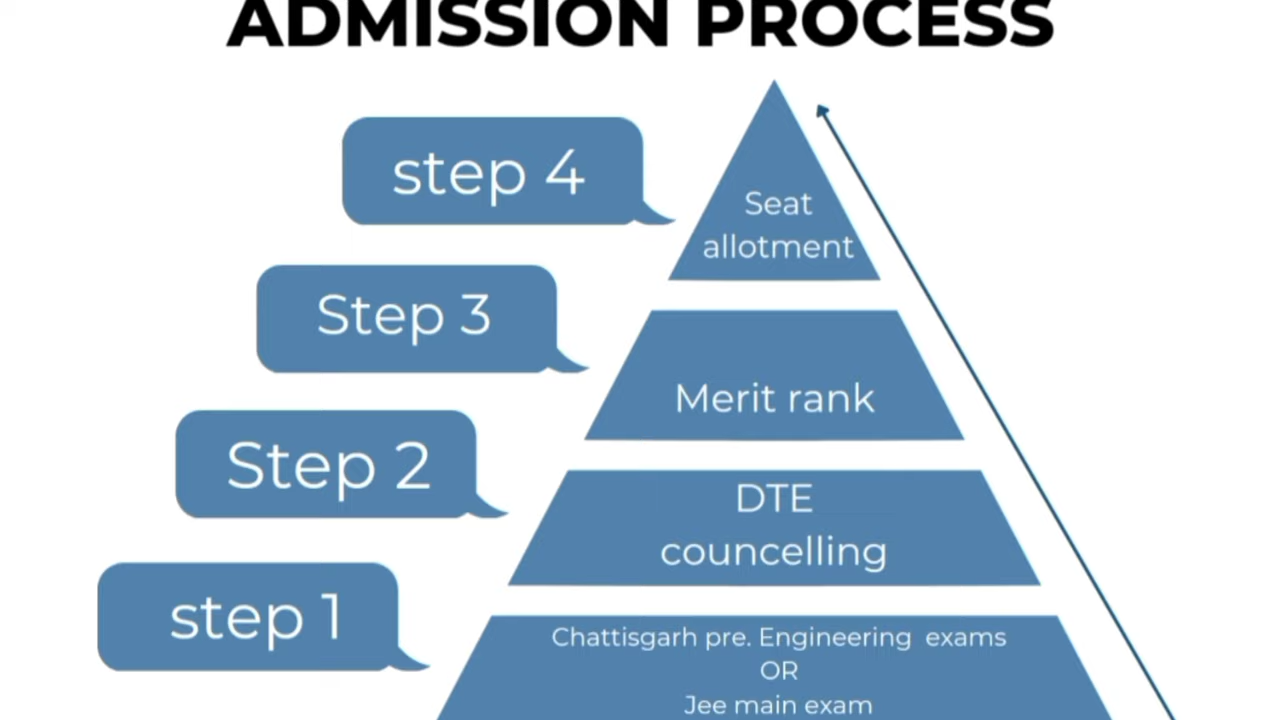 ADMISSION PROCESS
step 4
Seat
allotment
Step 3
Merit rank
Step 2
DTE
councelling
step 1
Chattisgarh pre. Engineering exams
OR
Jee main exam